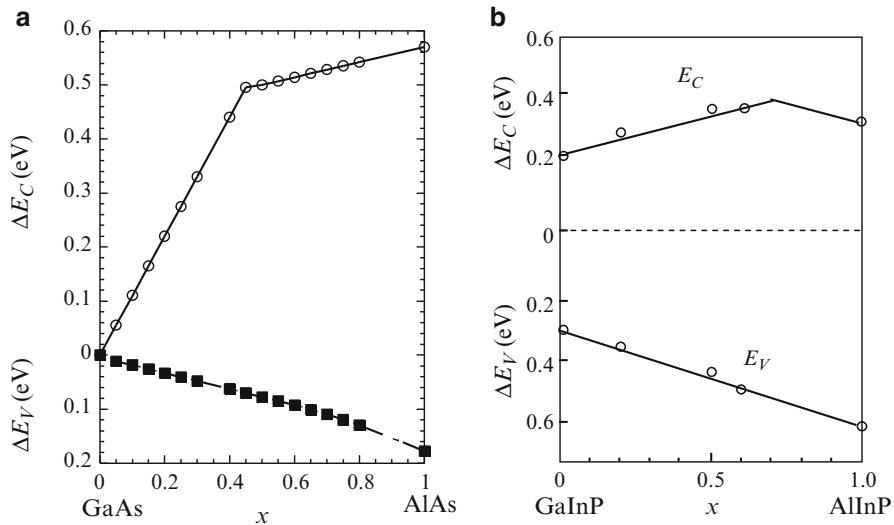 a
0.6
0.5
0.4
0.3
0.2
0.1
0
0.1
0.2
ΔE_C (eV)
ΔE_V (eV)
0 0.2 0.4 0.6 0.8 1
GaAs x AlAs
b
0.6
0.4
0.2
0
0.2
0.4
0.6
ΔE_C (eV)
ΔE_V (eV)
E_C
E_V
0 0.5 1.0
GaInP x AlInP